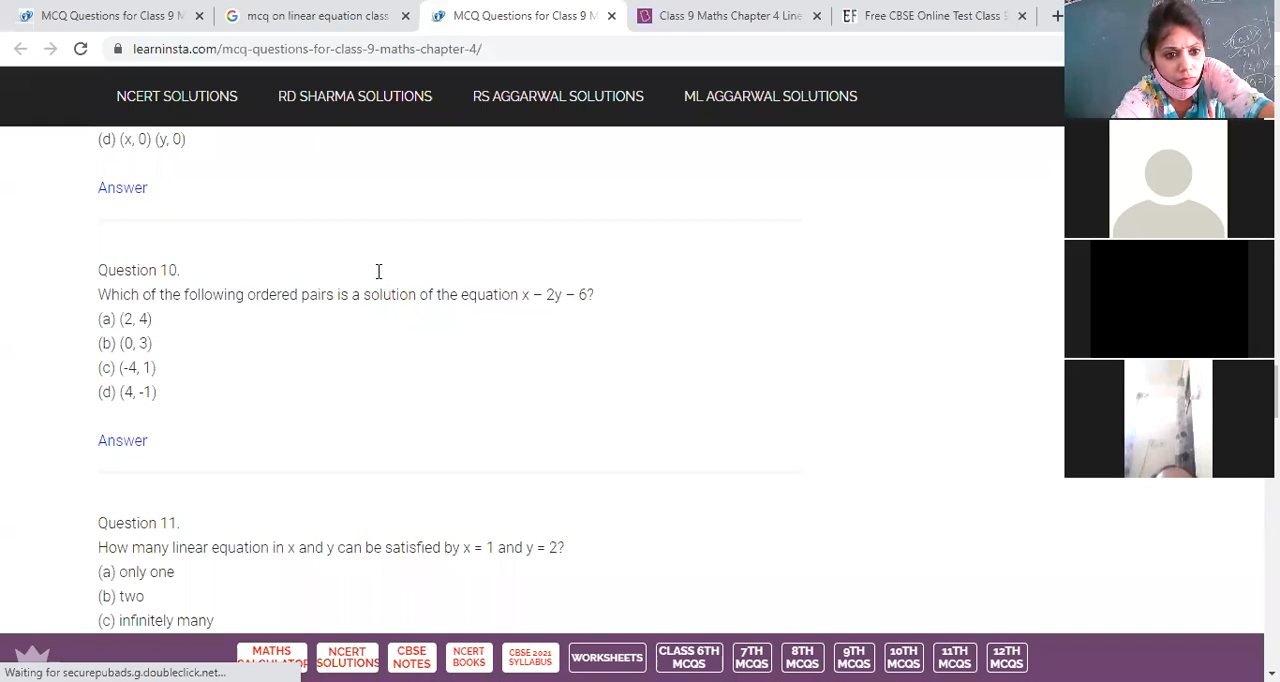 MCQ Questions for Class 9 M
mcq on linear equation class
MCQ Questions for Class 9 M
Class 9 Maths Chapter 4 Line
Free CBSE Online Test Class
learninsta.com/mcq-questions-for-class-9-maths-chapter-4/
NCERT SOLUTIONS
RD SHARMA SOLUTIONS
RS AGGARWAL SOLUTIONS
ML AGGARWAL SOLUTIONS
(d) (x, 0) (y, 0)
Answer
Question 10.
Which of the following ordered pairs is a solution of the equation x – 2y – 6?
(a) (2, 4)
(b) (0, 3)
(c) (-4, 1)
(d) (4, -1)
Answer
Question 11.
How many linear equation in x and y can be satisfied by x = 1 and y = 2?
(a) only one
(b) two
(c) infinitely many
MATHS CALCULATOR
NCERT SOLUTIONS
CBSE NOTES
NCERT BOOKS
CBSE 2021 SYLLABUS
WORKSHEETS
CLASS 6TH MCQS
7TH MCQS
8TH MCQS
9TH MCQS
10TH MCQS
11TH MCQS
12TH MCQS
Waiting for securepubads.g.doubleclick.net...